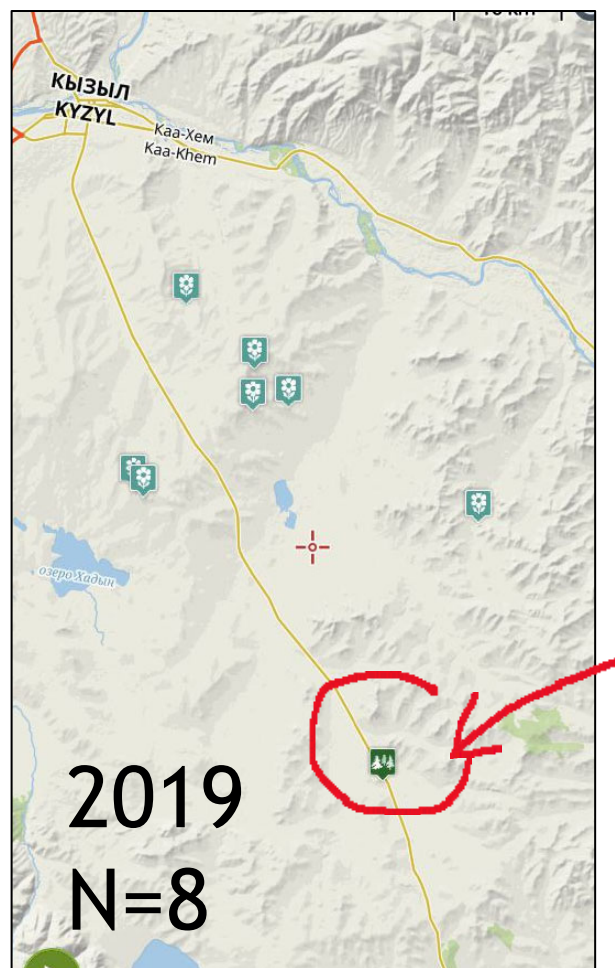 КЫЗЫЛ
KYZYL
Каа-Хем
Kaa-Khem
озеро Хадын
2019
N=8